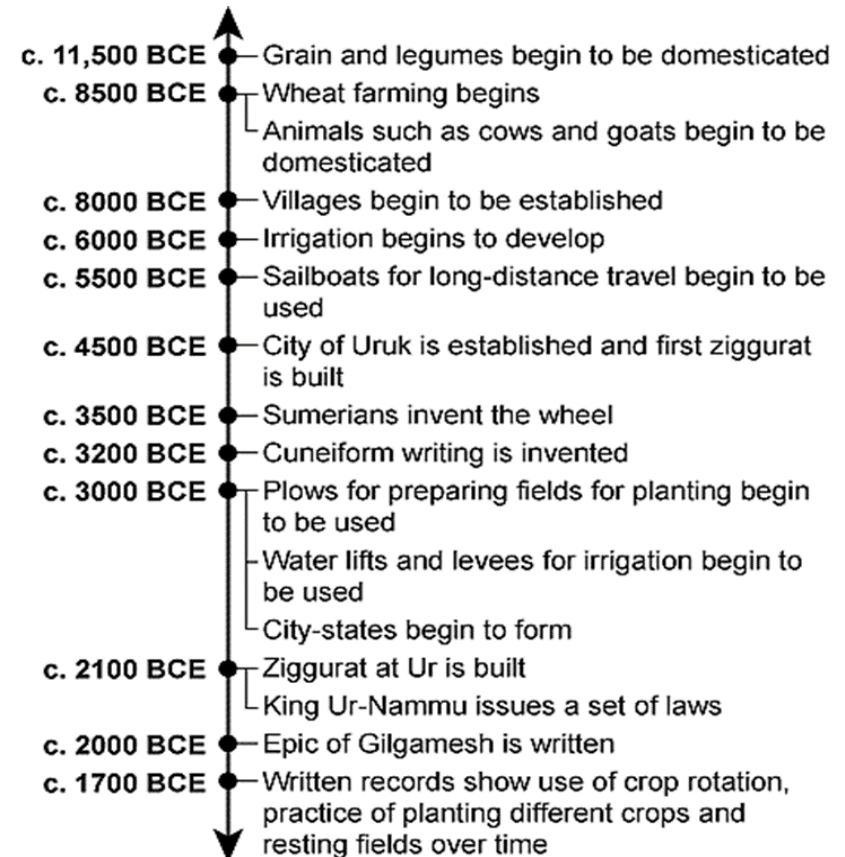 c. 11,500 BCE Grain and legumes begin to be domesticated
c. 8500 BCE Wheat farming begins
Animals such as cows and goats begin to be
domesticated
c. 8000 BCE Villages begin to be established
c. 6000 BCE Irrigation begins to develop
c. 5500 BCE Sailboats for long-distance travel begin to be
used
c. 4500 BCE City of Uruk is established and first ziggurat
is built
c. 3500 BCE Sumerians invent the wheel
c. 3200 BCE Cuneiform writing is invented
c. 3000 BCE Plows for preparing fields for planting begin
to be used
Water lifts and levees for irrigation begin to
be used
City-states begin to form
c. 2100 BCE Ziggurat at Ur is built
King Ur-Nammu issues a set of laws
c. 2000 BCE Epic of Gilgamesh is written
c. 1700 BCE Written records show use of crop rotation,
practice of planting different crops and
resting fields over time